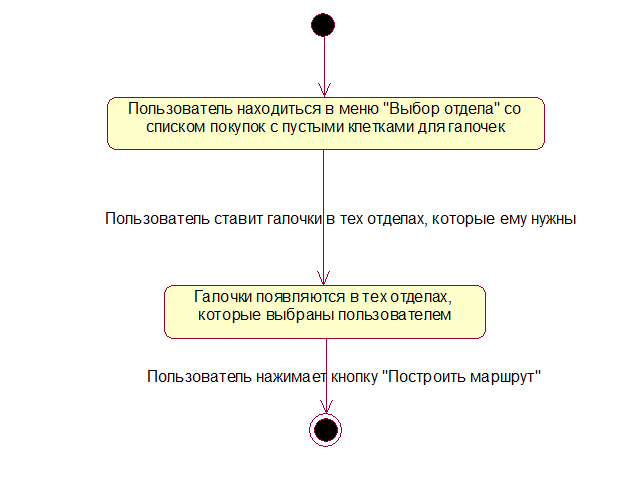 Пользователь находиться в меню "Выбор отдела" со
списком покупок с пустыми клетками для галочек
Пользователь ставит галочки в тех отделах, которые ему нужны
Галочки появляются в тех отделах,
которые выбраны пользователем
Пользователь нажимает кнопку "Построить маршрут"